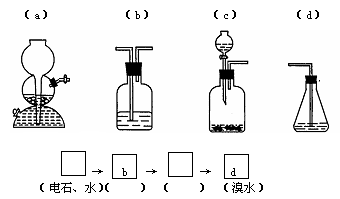 (a) (b) (c) (d)
→ b → → d
(电石、水) ( ) ( ) (溴水)